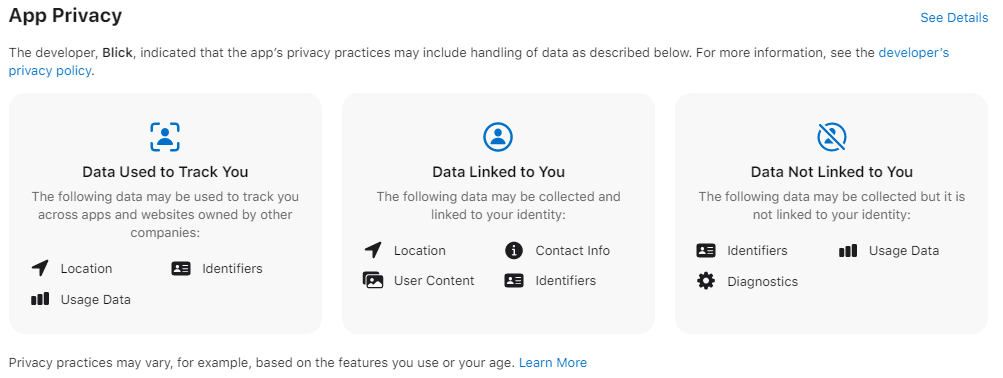 App Privacy
See Details
The developer, Blick, indicated that the app's privacy practices may include handling of data as described below. For more information, see the developer's
privacy policy.
Data Used to Track You
The following data may be used to track you
across apps and websites owned by other
companies:
Location
Identifiers
Usage Data
Data Linked to You
The following data may be collected and
linked to your identity:
Location
Contact Info
User Content
Identifiers
Data Not Linked to You
The following data may be collected but it is
not linked to your identity:
Identifiers
Usage Data
Diagnostics
Privacy practices may vary, for example, based on the features you use or your age. Learn More